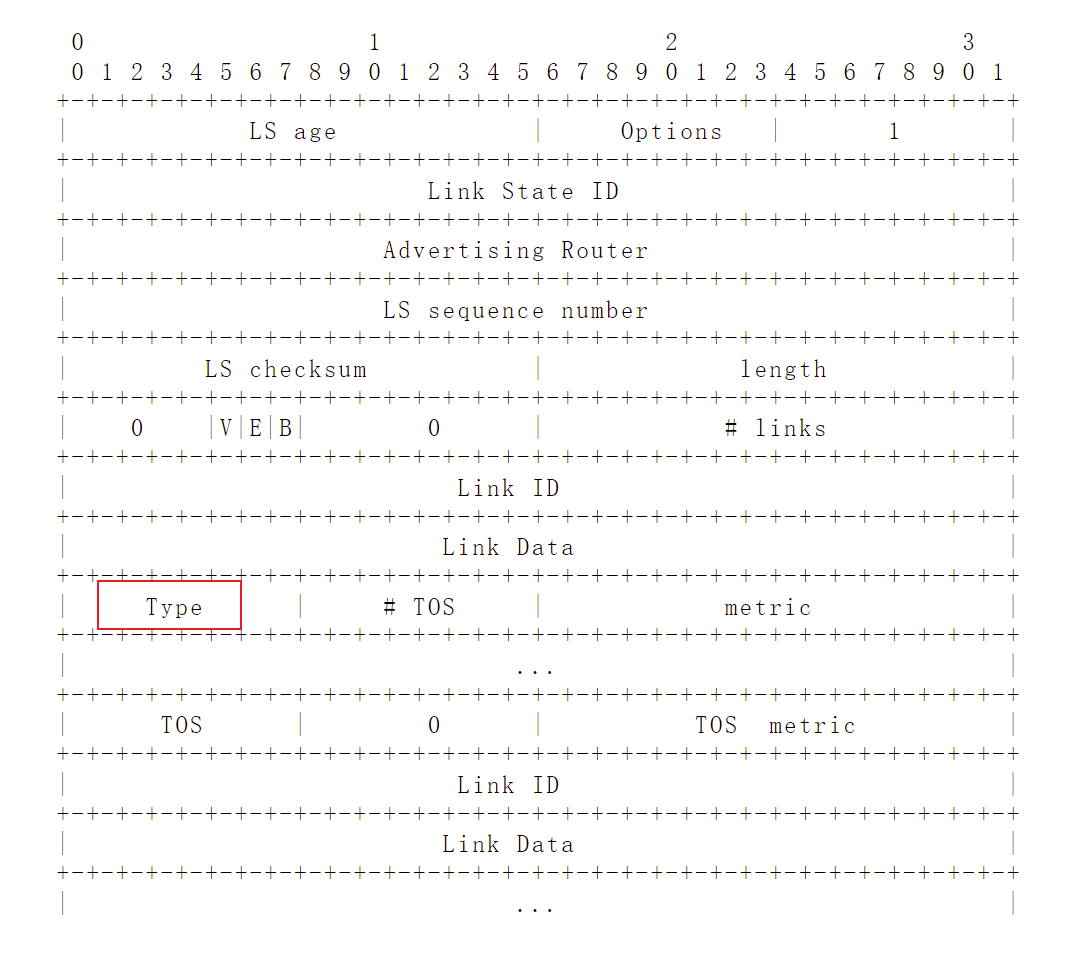 0                   1                   2                   3
0 1 2 3 4 5 6 7 8 9 0 1 2 3 4 5 6 7 8 9 0 1 2 3 4 5 6 7 8 9 0 1
+-+-+-+-+-+-+-+-+-+-+-+-+-+-+-+-+-+-+-+-+-+-+-+-+-+-+-+-+-+-+-+-+
| LS age | Options | 1 |
+-+-+-+-+-+-+-+-+-+-+-+-+-+-+-+-+-+-+-+-+-+-+-+-+-+-+-+-+-+-+-+-+
| Link State ID |
+-+-+-+-+-+-+-+-+-+-+-+-+-+-+-+-+-+-+-+-+-+-+-+-+-+-+-+-+-+-+-+-+
| Advertising Router |
+-+-+-+-+-+-+-+-+-+-+-+-+-+-+-+-+-+-+-+-+-+-+-+-+-+-+-+-+-+-+-+-+
| LS sequence number |
+-+-+-+-+-+-+-+-+-+-+-+-+-+-+-+-+-+-+-+-+-+-+-+-+-+-+-+-+-+-+-+-+
| LS checksum | length |
+-+-+-+-+-+-+-+-+-+-+-+-+-+-+-+-+-+-+-+-+-+-+-+-+-+-+-+-+-+-+-+-+
| 0 |V|E|B| 0 | # links |
+-+-+-+-+-+-+-+-+-+-+-+-+-+-+-+-+-+-+-+-+-+-+-+-+-+-+-+-+-+-+-+-+
| Link ID |
+-+-+-+-+-+-+-+-+-+-+-+-+-+-+-+-+-+-+-+-+-+-+-+-+-+-+-+-+-+-+-+-+
| Link Data |
+-+-+-+-+-+-+-+-+-+-+-+-+-+-+-+-+-+-+-+-+-+-+-+-+-+-+-+-+-+-+-+-+
| Type | # TOS | metric |
+-+-+-+-+-+-+-+-+-+-+-+-+-+-+-+-+-+-+-+-+-+-+-+-+-+-+-+-+-+-+-+-+
| ... |
+-+-+-+-+-+-+-+-+-+-+-+-+-+-+-+-+-+-+-+-+-+-+-+-+-+-+-+-+-+-+-+-+
| TOS | 0 | TOS  metric |
+-+-+-+-+-+-+-+-+-+-+-+-+-+-+-+-+-+-+-+-+-+-+-+-+-+-+-+-+-+-+-+-+
| Link ID |
+-+-+-+-+-+-+-+-+-+-+-+-+-+-+-+-+-+-+-+-+-+-+-+-+-+-+-+-+-+-+-+-+
| Link Data |
+-+-+-+-+-+-+-+-+-+-+-+-+-+-+-+-+-+-+-+-+-+-+-+-+-+-+-+-+-+-+-+-+
| ... |